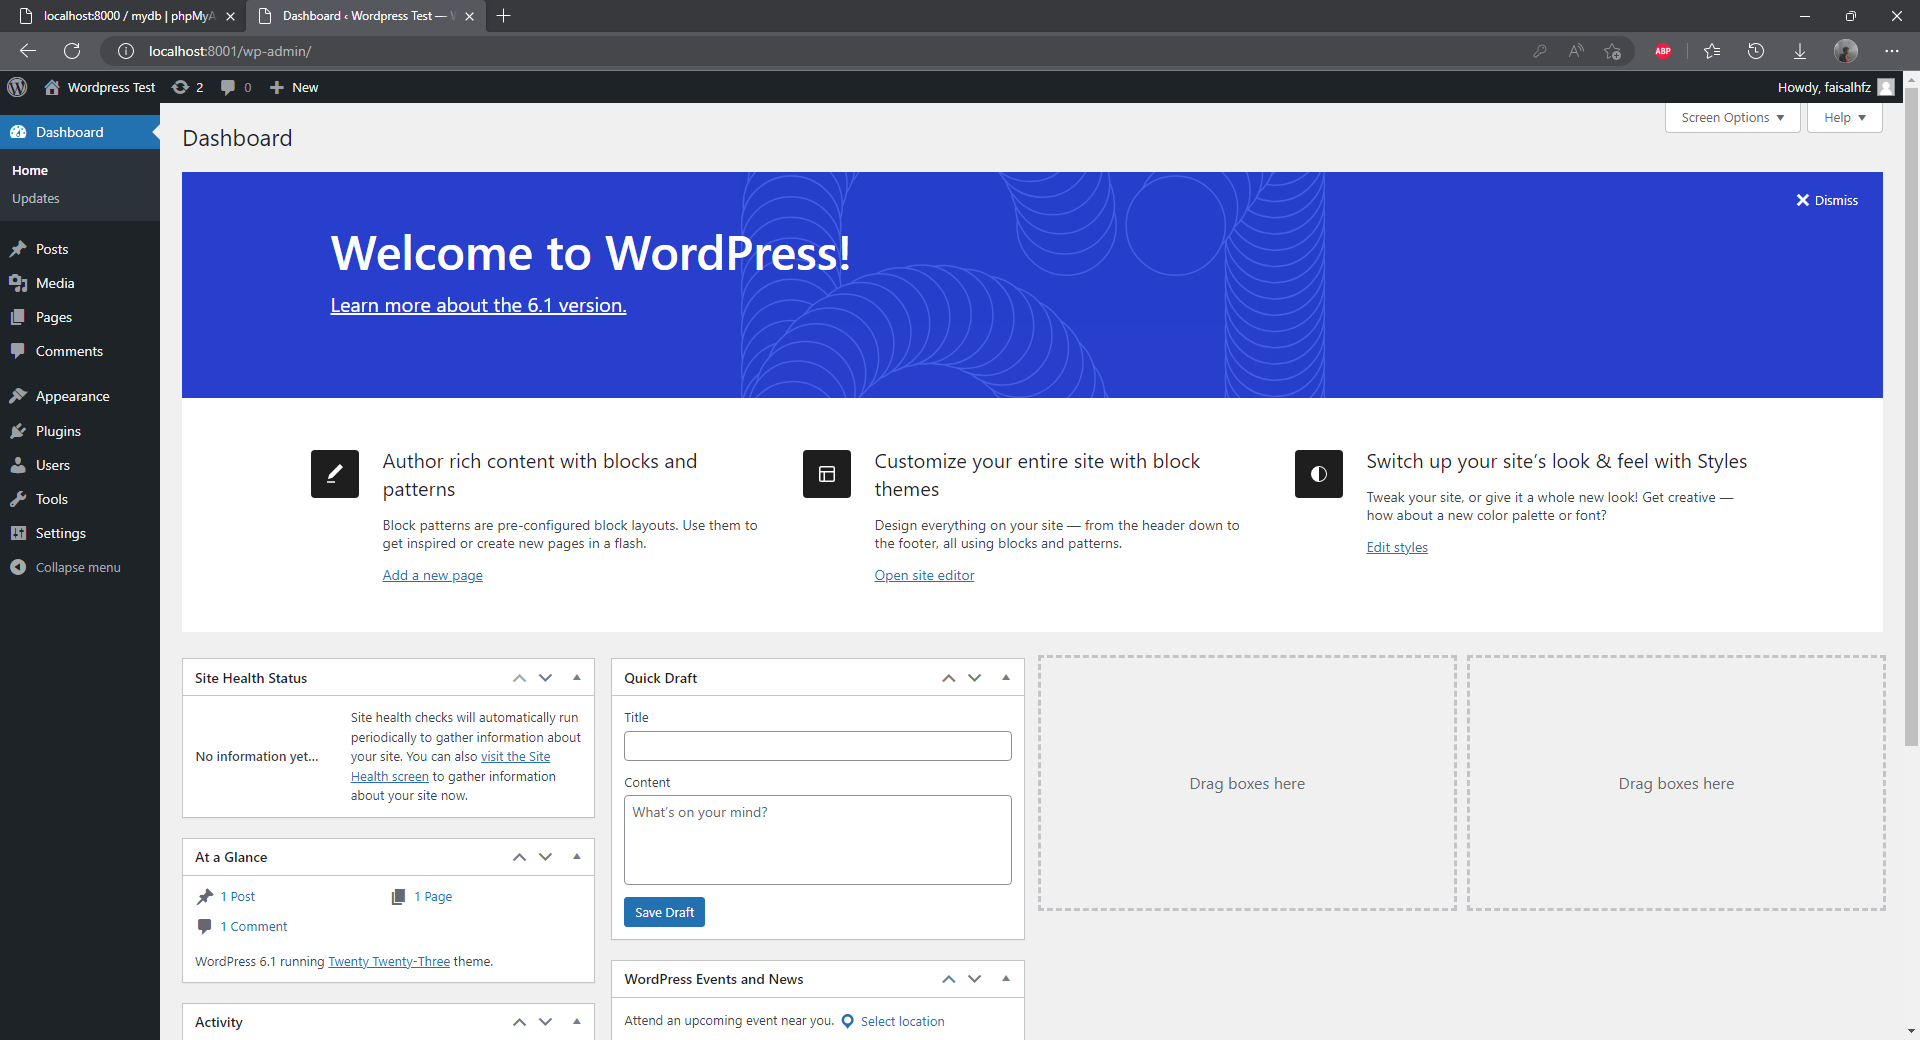 localhost:8000 / mydb | phpMyA
Dashboard ‹ Wordpress Test — W
localhost:8001/wp-admin/
ABP
Wordpress Test
2
0
New
Howdy, faisalhfz
Dashboard
Home
Updates
Posts
Media
Pages
Comments
Appearance
Plugins
Users
Tools
Settings
Collapse menu
Dashboard
Screen Options
Help
Dismiss
Welcome to WordPress!
Learn more about the 6.1 version.
Author rich content with blocks and
patterns
Block patterns are pre-configured block layouts. Use them to
get inspired or create new pages in a flash.
Add a new page
Customize your entire site with block
themes
Design everything on your site — from the header down to
the footer, all using blocks and patterns.
Open site editor
Switch up your site’s look & feel with Styles
Tweak your site, or give it a whole new look! Get creative —
how about a new color palette or font?
Edit styles
Site Health Status
No information yet…
Site health checks will automatically run
periodically to gather information about
your site. You can also visit the Site
Health screen to gather information
about your site now.
At a Glance
1 Post
1 Page
1 Comment
WordPress 6.1 running Twenty Twenty-Three theme.
Activity
Quick Draft
Title
Content
What’s on your mind?
Save Draft
WordPress Events and News
Attend an upcoming event near you.
Select location
Drag boxes here
Drag boxes here